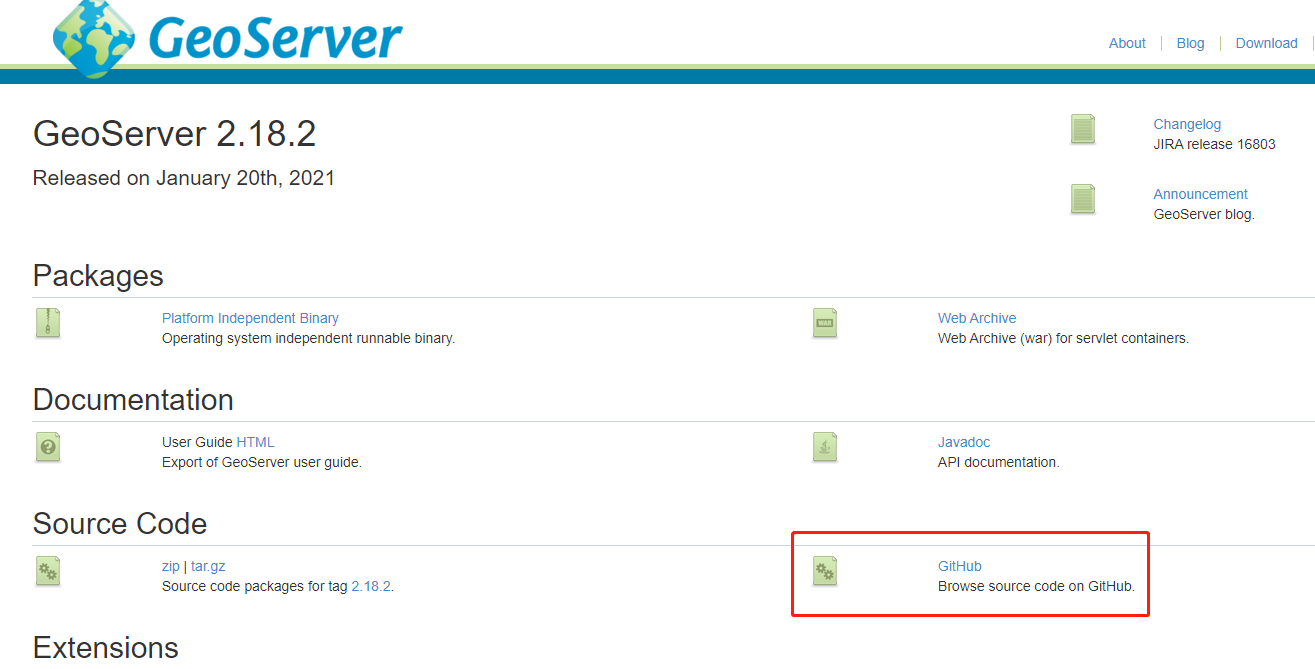 GeoServer
About | Blog | Download
GeoServer 2.18.2
Released on January 20th, 2021
Changelog
JIRA release 16803
Announcement
GeoServer blog.
Packages
Platform Independent Binary
Operating system independent runnable binary.
WAR
Web Archive
Web Archive (war) for servlet containers.
Documentation
?
User Guide HTML
Export of GeoServer user guide.
Javadoc
API documentation.
Source Code
zip | tar.gz
Source code packages for tag 2.18.2.
GitHub
Browse source code on GitHub.
Extensions